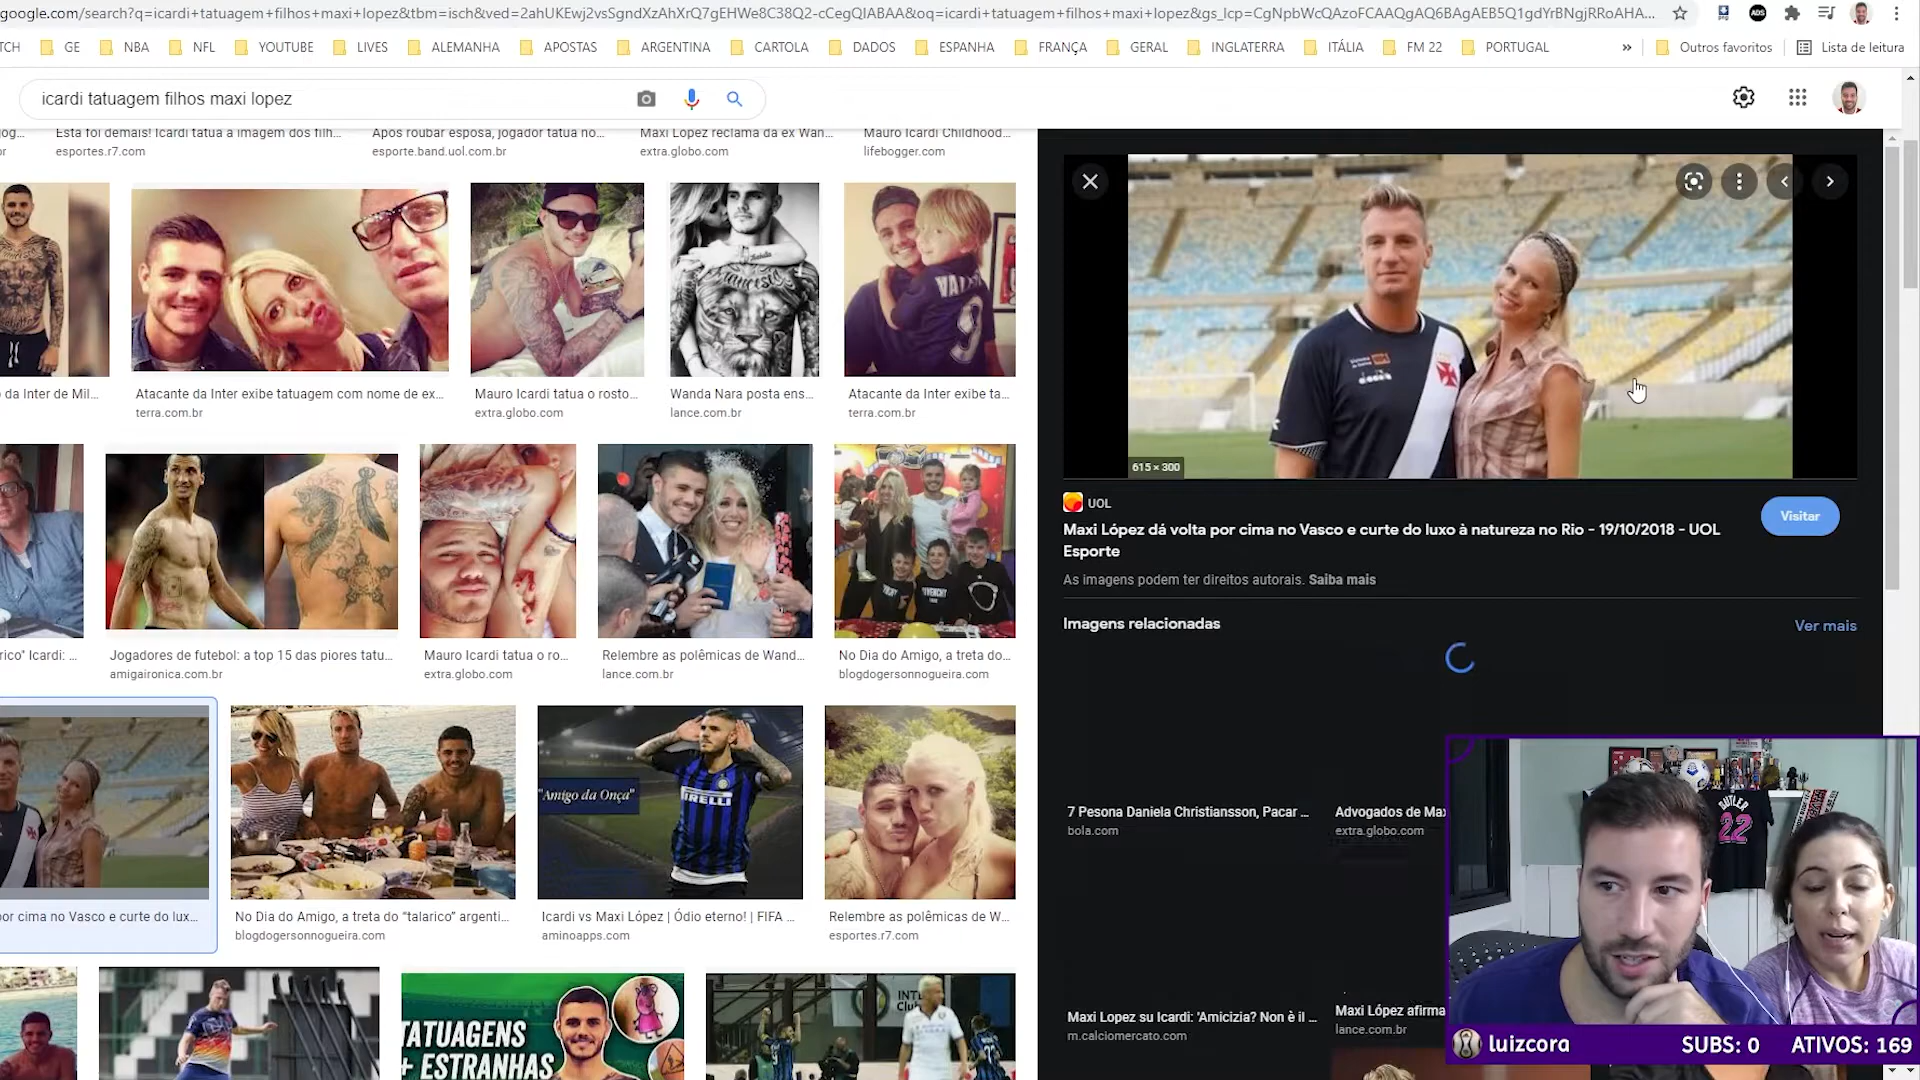 google.com/search?q=icardi+tatuagem+filhos+maxi+lopez&tbm=isch&ved=2ahUKEwj2vsSgndXzAhXrQ7gEHWe8C38Q2-cCegQIABAA&oq=icardi+tatuagem+filhos+maxi+lopez&gs_lcp=CgNpbWcQAzoFCAAQgAQ6BAgAEB5Q1gdYrBNgjRRoAHA...
TCH GE NBA NFL YOUTUBE LIVES ALEMANHA APOSTAS ARGENTINA CARTOLA DADOS ESPANHA FRANÇA GERAL INGLATERRA ITÁLIA FM 22 PORTUGAL » Outros favoritos Lista de leitura
icardi tatuagem filhos maxi lopez
og... Esta foi demais! Icardi tatua a imagem dos filh... Após roubar esposa, jogador tatua no... Maxi Lopez reclama da ex Wan... Mauro Icardi Childhood...
or esportes.r7.com esporte.band.uol.com.br extra.globo.com lifebogger.com
o da Inter de Mil... Atacante da Inter exibe tatuagem com nome de ex... Mauro Icardi tatua o rosto... Wanda Nara posta ens... Atacante da Inter exibe ta...
terra.com.br extra.globo.com lance.com.br terra.com.br
9
rico" Icardi: ... Jogadores de futebol: a top 15 das piores tatu... Mauro Icardi tatua o ro... Relembre as polêmicas de Wand... No Dia do Amigo, a treta do...
amigaironica.com.br extra.globo.com lance.com.br blogdogersonnogueira.com
"Amigo da Onça"
PIRELLI
por cima no Vasco e curte do lux... No Dia do Amigo, a treta do “talarico” argenti... Icardi vs Maxi López | Ódio eterno! | FIFA ... Relembre as polêmicas de W...
blogdogersonnogueira.com aminoapps.com esportes.r7.com
TATUAGENS
+ ESTRANHAS
615 × 300
UOL
Maxi López dá volta por cima no Vasco e curte do luxo à natureza no Rio - 19/10/2018 - UOL
Esporte
Visitar
As imagens podem ter direitos autorais. Saiba mais
Imagens relacionadas
Ver mais
7 Pesona Daniela Christiansson, Pacar ... Advogados de Max
bola.com extra.globo.com
Maxi Lopez su Icardi: 'Amicizia? Non è il ... Maxi López afirma
m.calciomercato.com lance.com.br
BUTLER
22
luizcora SUBS: 0 ATIVOS: 169